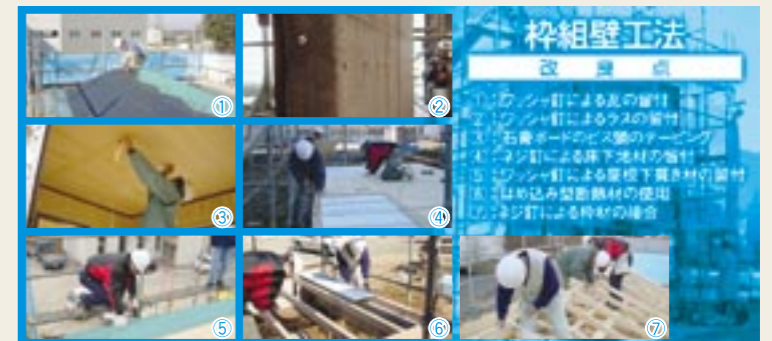 枠組壁工法
改良点
1 ワッシャ釘による瓦の留付
2 ワッシャ釘によるラスの留付
3 石膏ボードのビス頭のテーピング
4 ネジ釘による床下地材の留付
5 ワッシャ釘による屋根下葺き材の留付
6 はめ込み型断熱材の使用
7 ネジ釘による枠材の接合
①
②
③
④
⑤
⑥
⑦